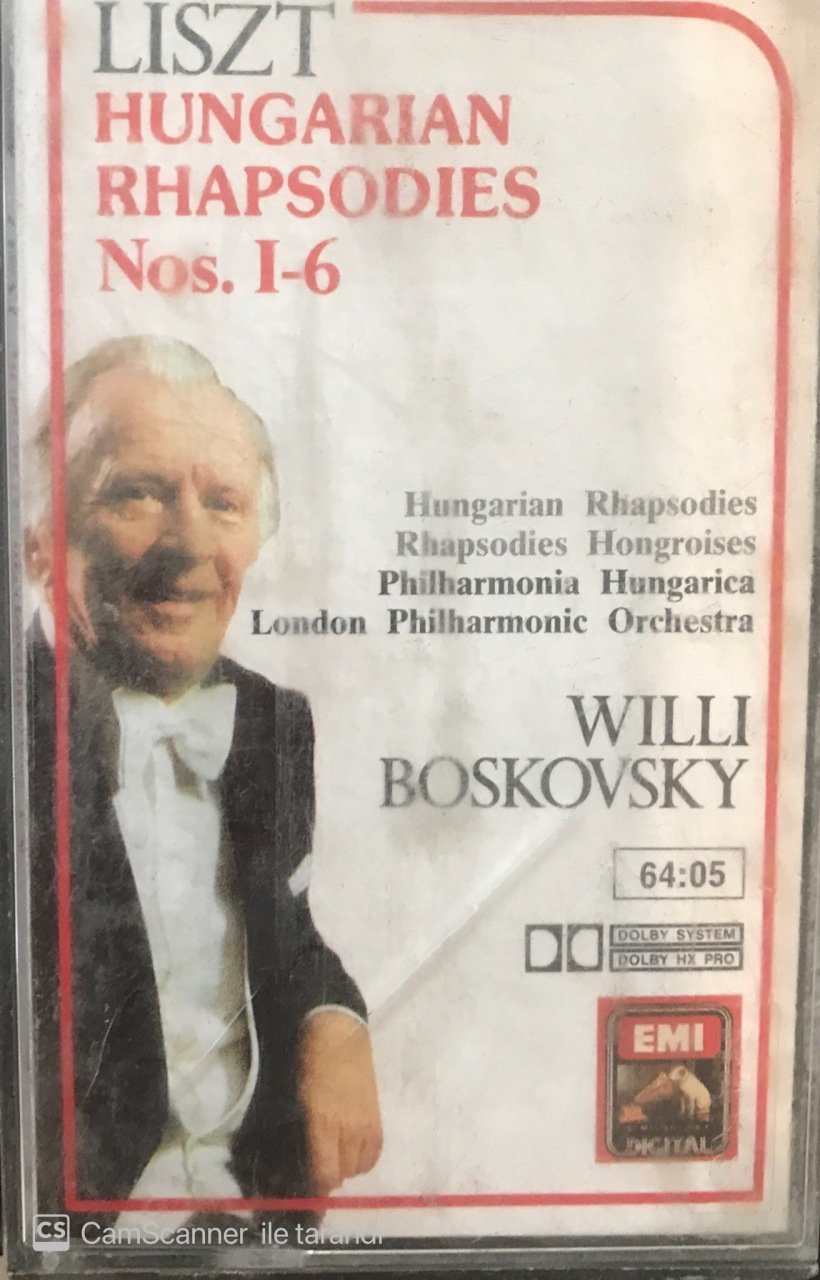 LISZT
HUNGARIAN
RHAPSODIES
Nos. I-6
Hungarian Rhapsodies
Rhapsodies Hongroises
Philharmonia Hungarica
London Philharmonic Orchestra
WILLI
BOSKOVSKY
64:05
DOLBY SYSTEM
DOLBY HX PRO
EMI
DIGITAL
CS CamScanner ile tarandı